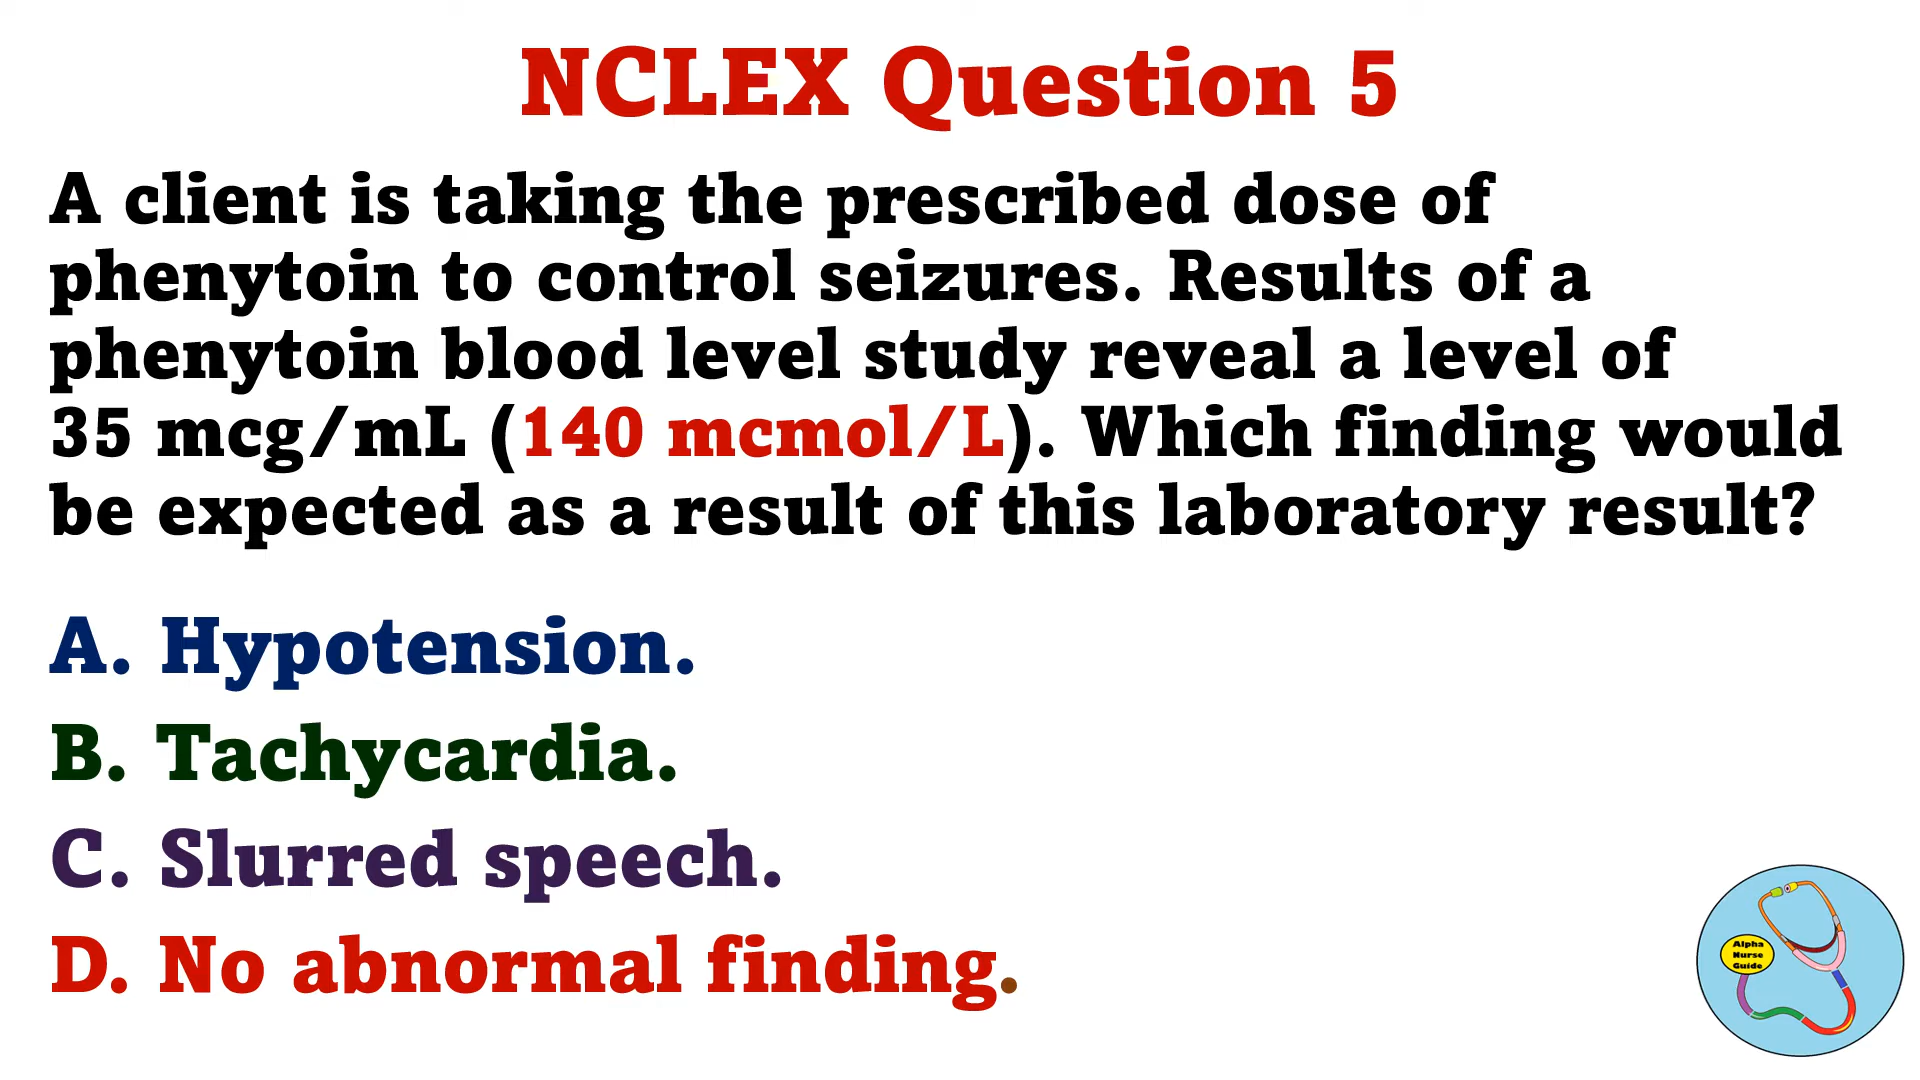 NCLEX Question 5
A client is taking the prescribed dose of
phenytoin to control seizures. Results of a
phenytoin blood level study reveal a level of
35 mcg/mL (140 mcmol/L). Which finding would
be expected as a result of this laboratory result?
A. Hypotension.
B. Tachycardia.
C. Slurred speech.
D. No abnormal finding.
Alpha
Nurse
Guide